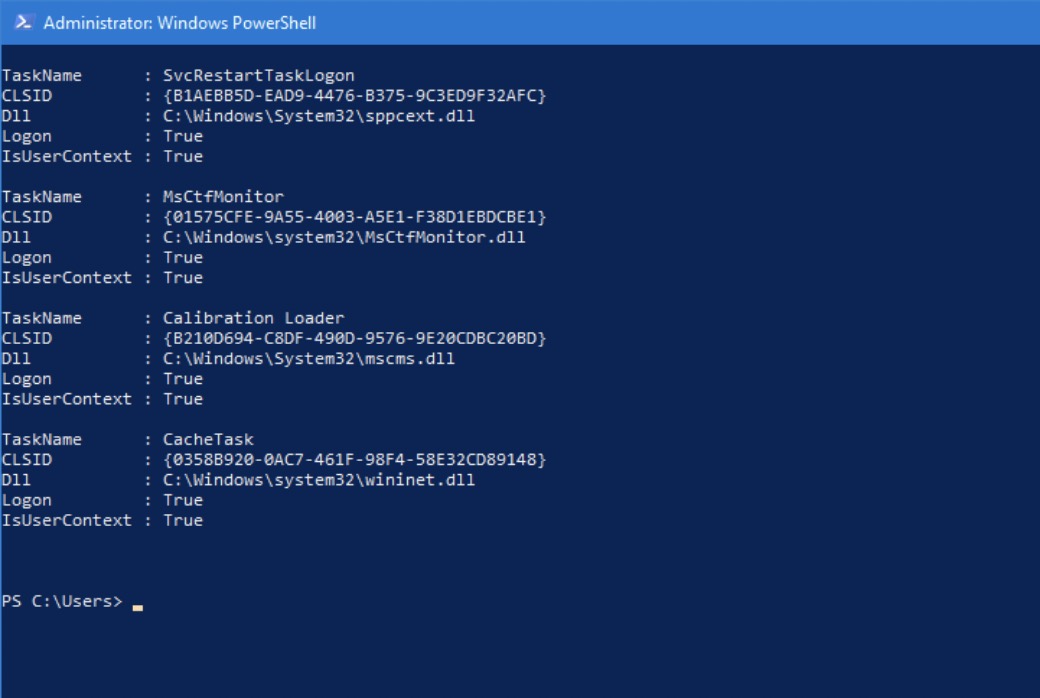 Administrator: Windows PowerShell
TaskName      : SvcRestartTaskLogon
CLSID         : {B1AEBB5D-EAD9-4476-B375-9C3ED9F32AFC}
Dll           : C:\Windows\System32\sppcext.dll
Logon         : True
IsUserContext : True
TaskName      : MsCtfMonitor
CLSID         : {01575CFE-9A55-4003-A5E1-F38D1EBDCBE1}
Dll           : C:\Windows\system32\MsCtfMonitor.dll
Logon         : True
IsUserContext : True
TaskName      : Calibration Loader
CLSID         : {B210D694-C8DF-490D-9576-9E20CDBC20BD}
Dll           : C:\Windows\System32\mscms.dll
Logon         : True
IsUserContext : True
TaskName      : CacheTask
CLSID         : {0358B920-0AC7-461F-98F4-58E32CD89148}
Dll           : C:\Windows\system32\wininet.dll
Logon         : True
IsUserContext : True
PS C:\Users>